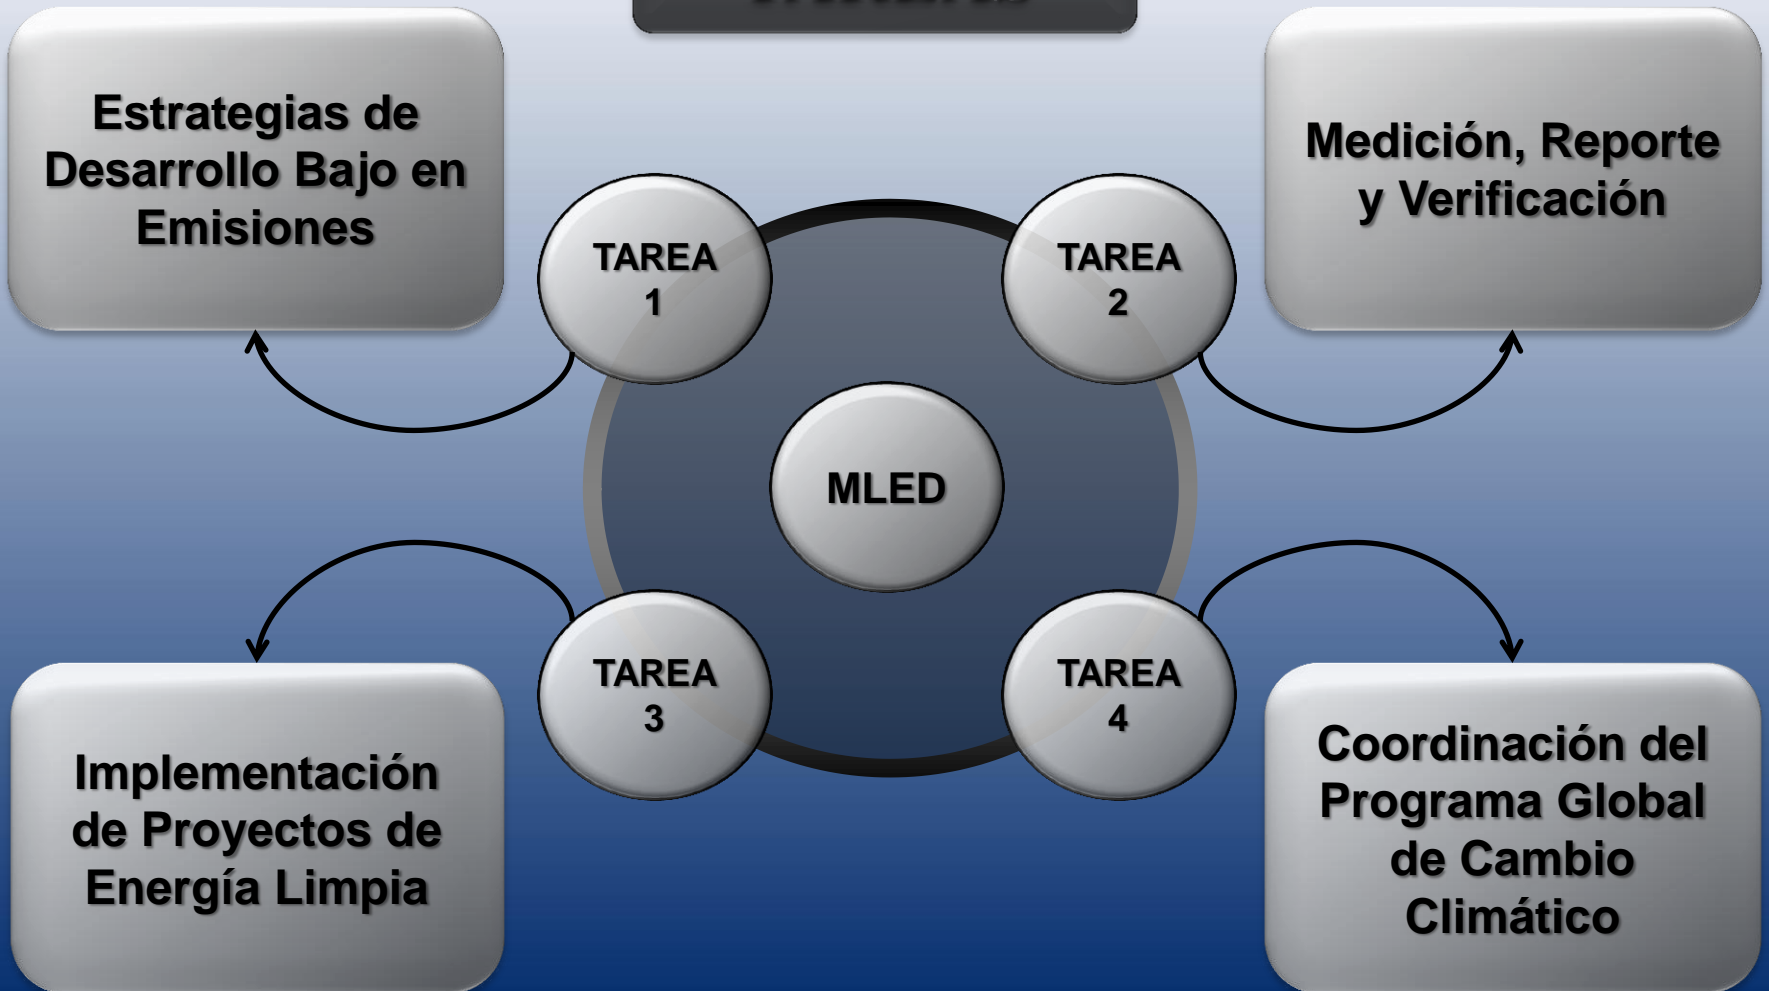 Estrategias de
Desarrollo Bajo en
Emisiones
Medición, Reporte
y Verificación
TAREA
1
TAREA
2
MLED
TAREA
3
TAREA
4
Implementación
de Proyectos de
Energía Limpia
Coordinación del
Programa Global
de Cambio
Climático